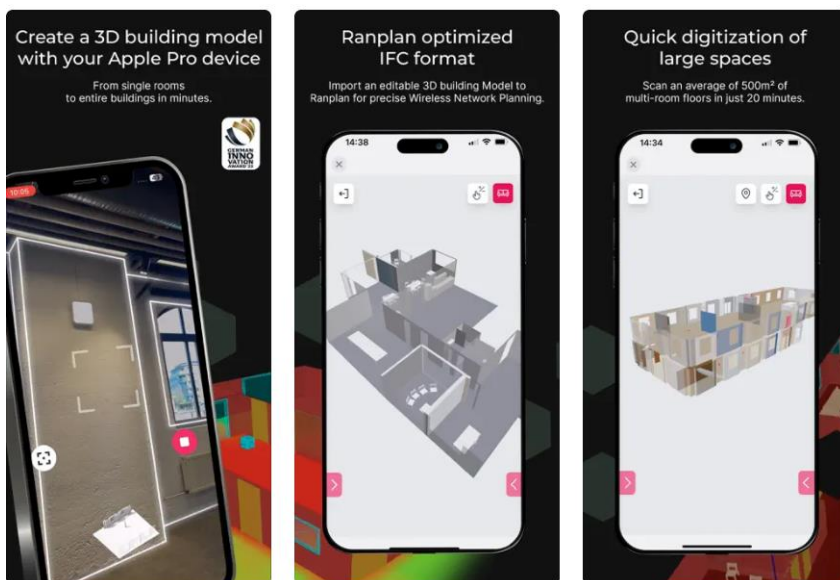 Create a 3D building model
with your Apple Pro device
From single rooms
to entire buildings in minutes.
GERMAN
INNO
VATION
AWARD
10:05
Ranplan optimized
IFC format
Import an editable 3D building Model to
Ranplan for precise Wireless Network Planning.
14:38
Quick digitization of
large spaces
Scan an average of 500m² of
multi-room floors in just 20 minutes.
14:34